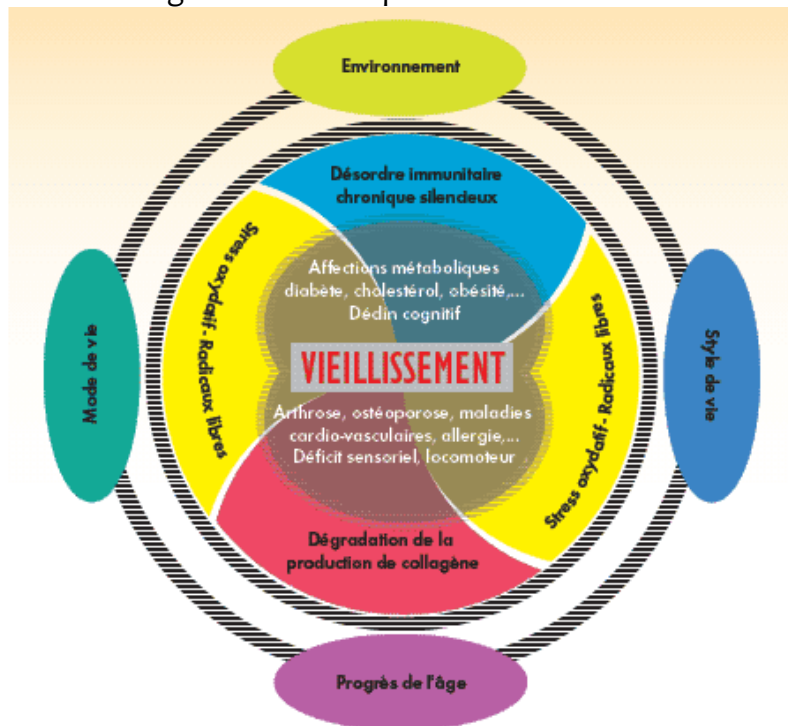 Environnement
Désordre immunitaire
chronique silencieux
Stress oxydatif - Radicaux libres
Affections métaboliques
diabète, cholestérol, obésité,...
Déclin cognitif
Stress oxydatif - Radicaux libres
Mode de vie
VIEILLISSEMENT
Style de vie
Arthrose, ostéoporose, maladies
cardio-vasculaires, allergie,...
Déficit sensoriel, locomoteur
Dégradation de la
production de collagène
Progrès de l'âge